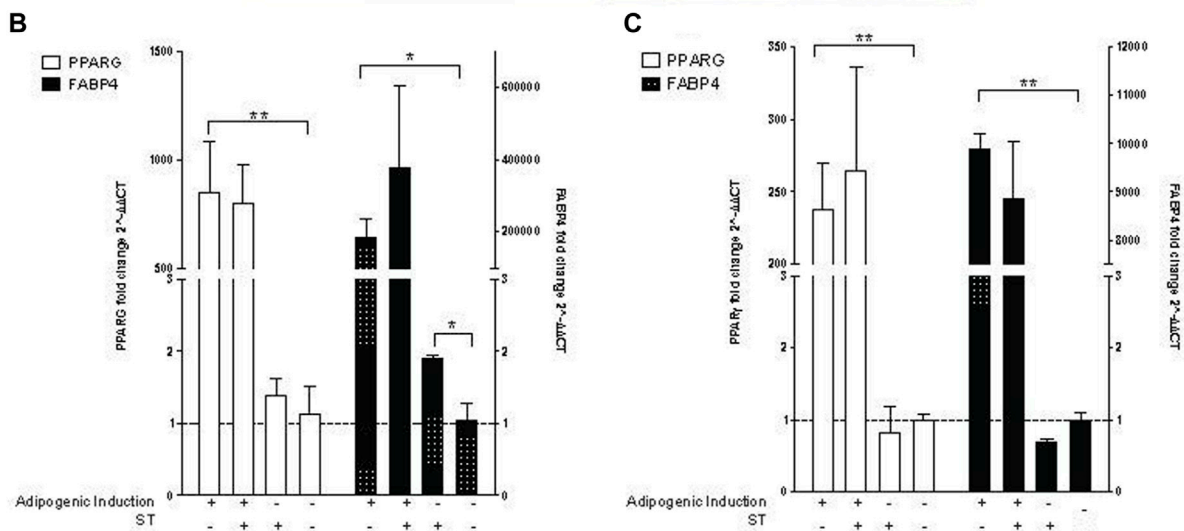 B
1500
1000
500
3
2
1
0
PPARG fold change 2^-ΔΔCT
PPARG
FABP4
**
*
*
600000
400000
200000
3
2
1
0
FABP4 fold change 2^-ΔΔCT
Adipogenic Induction + + - - + + - -
ST - + + - - + + -
C
350
300
250
200
3
2
1
0
PPARγ fold change 2^-ΔΔCT
PPARG
FABP4
**
**
12000
11000
10000
9000
8000
3
2
1
0
FABP4 fold change 2^-ΔΔCT
+ + - - + + - -
- + + - - + + -